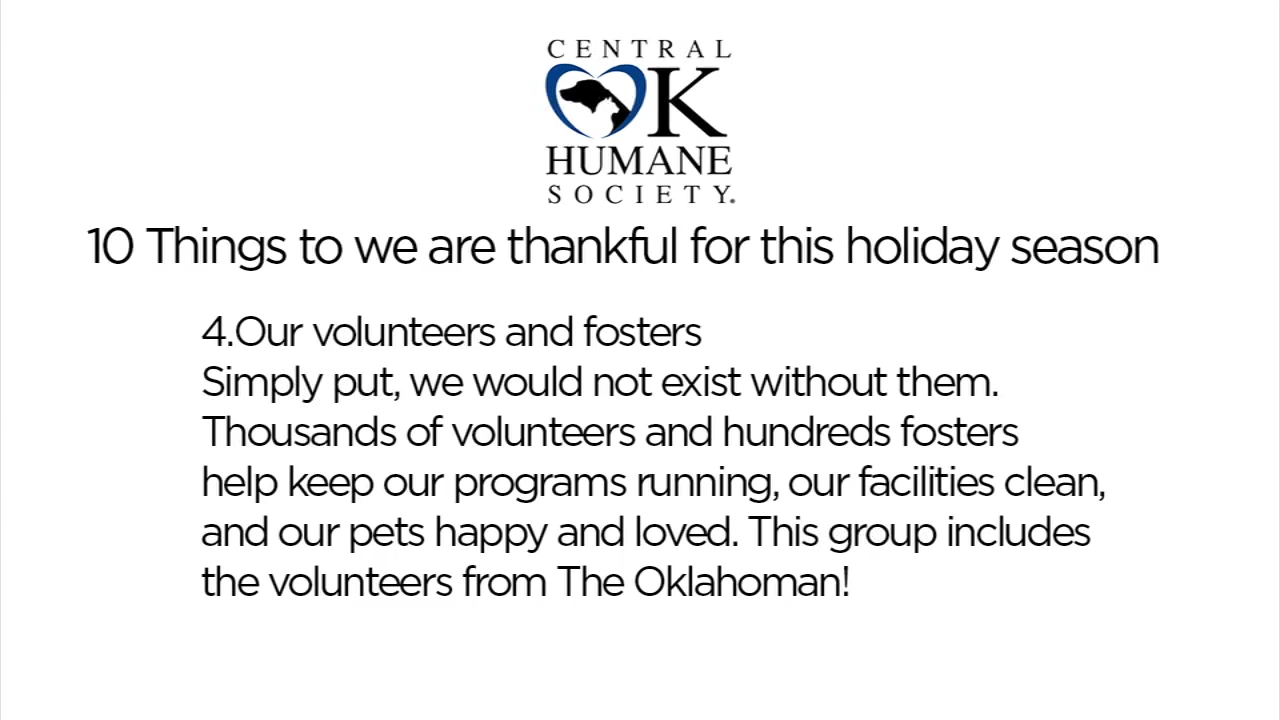 CENTRAL
OK
HUMANE
SOCIETY®
10 Things to we are thankful for this holiday season
4.Our volunteers and fosters
Simply put, we would not exist without them.
Thousands of volunteers and hundreds fosters
help keep our programs running, our facilities clean,
and our pets happy and loved. This group includes
the volunteers from The Oklahoman!